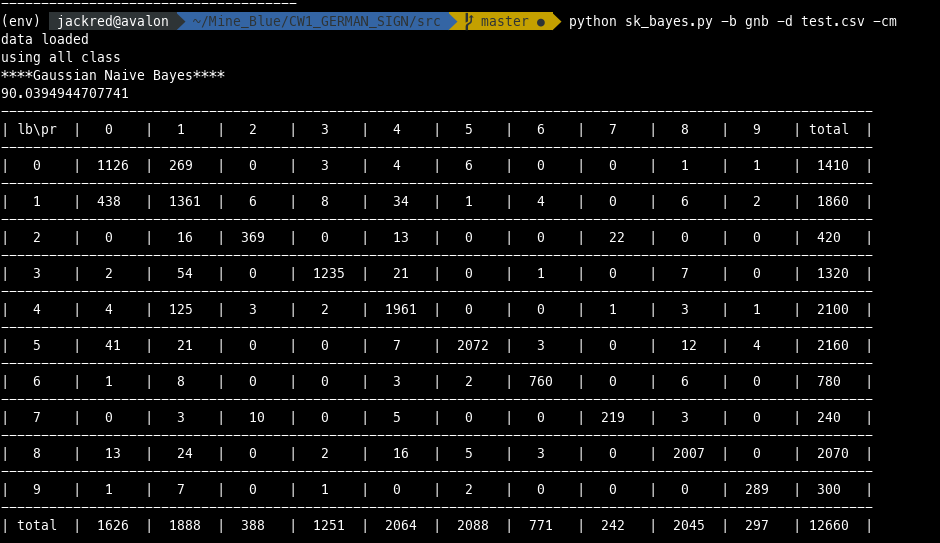 (env) jackred@avalon ~/Mine_Blue/CW1_GERMAN_SIGN/src master ● python sk_bayes.py -b gnb -d test.csv -cm
data loaded
using all class
****Gaussian Naive Bayes****
90.0394944707741
| lb\pr | 0 | 1 | 2 | 3 | 4 | 5 | 6 | 7 | 8 | 9 | total |
| 0 | 1126 | 269 | 0 | 3 | 4 | 6 | 0 | 0 | 1 | 1 | 1410 |
| 1 | 438 | 1361 | 6 | 8 | 34 | 1 | 4 | 0 | 6 | 2 | 1860 |
| 2 | 0 | 16 | 369 | 0 | 13 | 0 | 0 | 22 | 0 | 0 | 420 |
| 3 | 2 | 54 | 0 | 1235 | 21 | 0 | 1 | 0 | 7 | 0 | 1320 |
| 4 | 4 | 125 | 3 | 2 | 1961 | 0 | 0 | 1 | 3 | 1 | 2100 |
| 5 | 41 | 21 | 0 | 0 | 7 | 2072 | 3 | 0 | 12 | 4 | 2160 |
| 6 | 1 | 8 | 0 | 0 | 3 | 2 | 760 | 0 | 6 | 0 | 780 |
| 7 | 0 | 3 | 10 | 0 | 5 | 0 | 0 | 219 | 3 | 0 | 240 |
| 8 | 13 | 24 | 0 | 2 | 16 | 5 | 3 | 0 | 2007 | 0 | 2070 |
| 9 | 1 | 7 | 0 | 1 | 0 | 2 | 0 | 0 | 0 | 289 | 300 |
| total | 1626 | 1888 | 388 | 1251 | 2064 | 2088 | 771 | 242 | 2045 | 297 | 12660 |